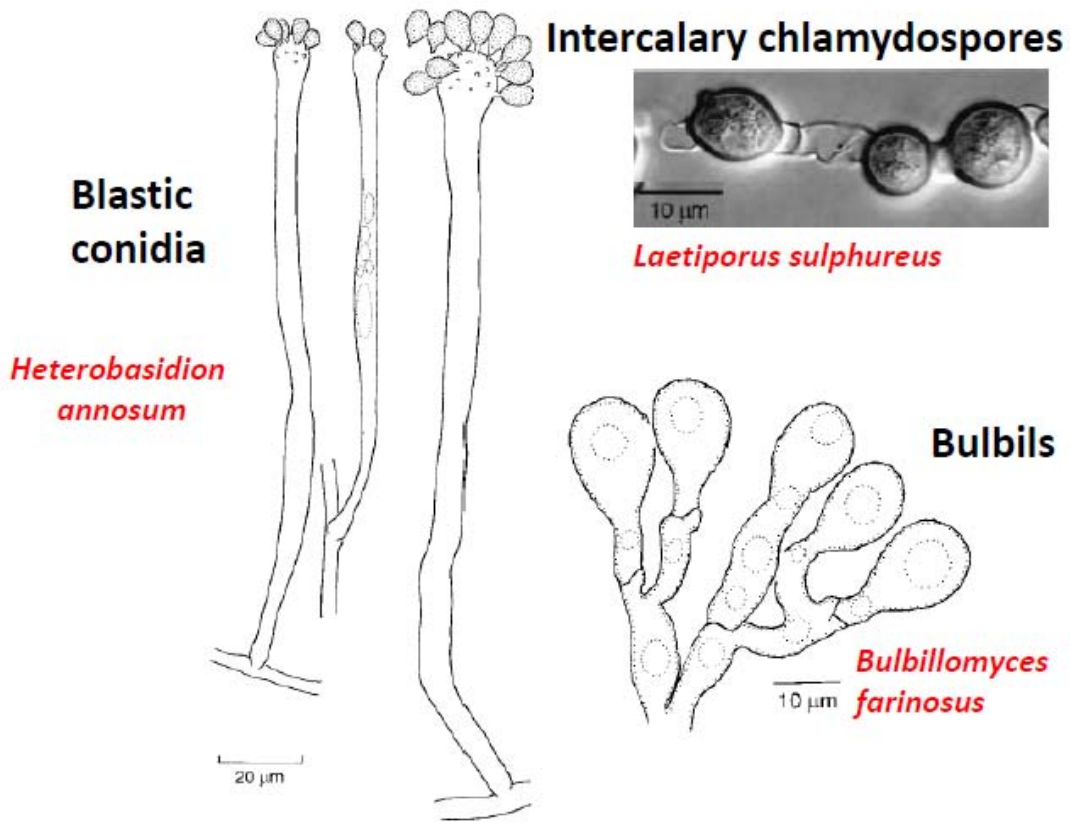 Intercalary chlamydospores
10 µm
Laetiporus sulphureus
Blastic
conidia
Heterobasidion
annosum
20 µm
Bulbils
10 µm
Bulbillomyces
farinosus